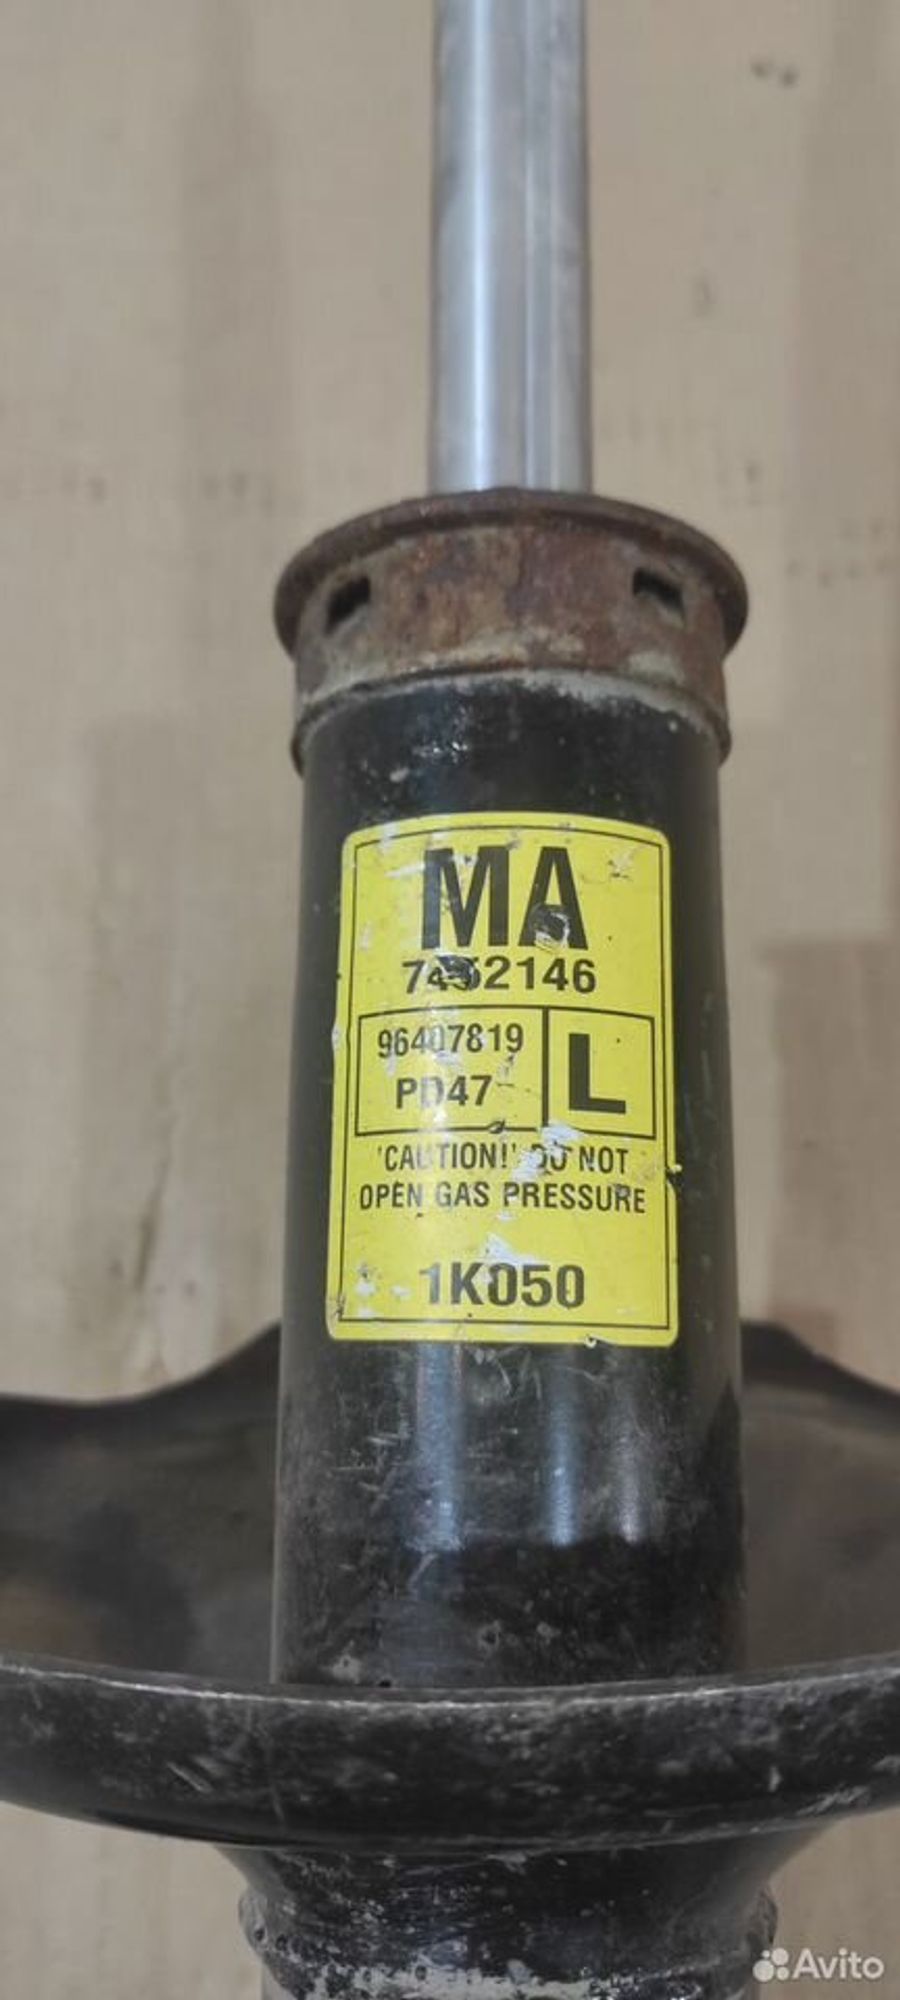 MA
7452146
96407819
PD47
L
'CAUTION!' DO NOT
OPEN GAS PRESSURE
1K050
Avito